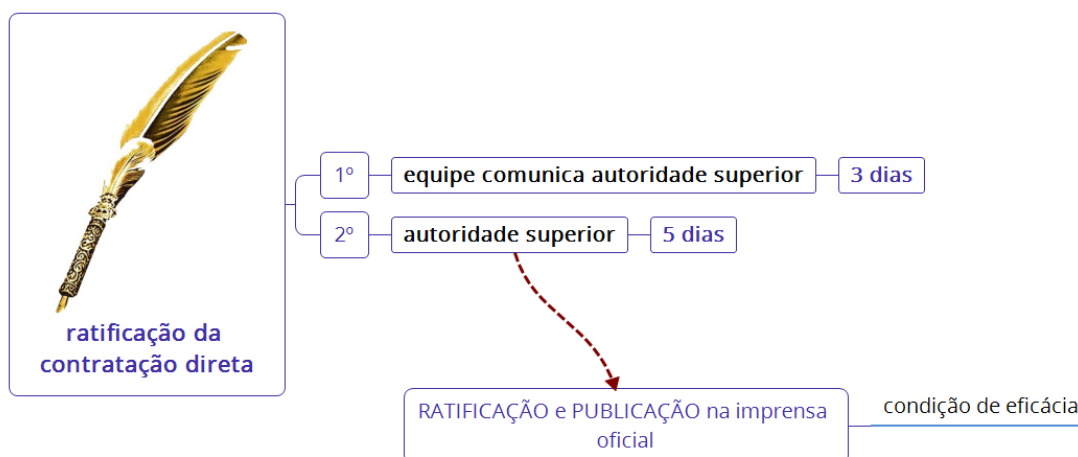 ratificação da
contratação direta
1º
equipe comunica autoridade superior
3 dias
2º
autoridade superior
5 dias
RATIFICAÇÃO e PUBLICAÇÃO na imprensa
oficial
condição de eficácia